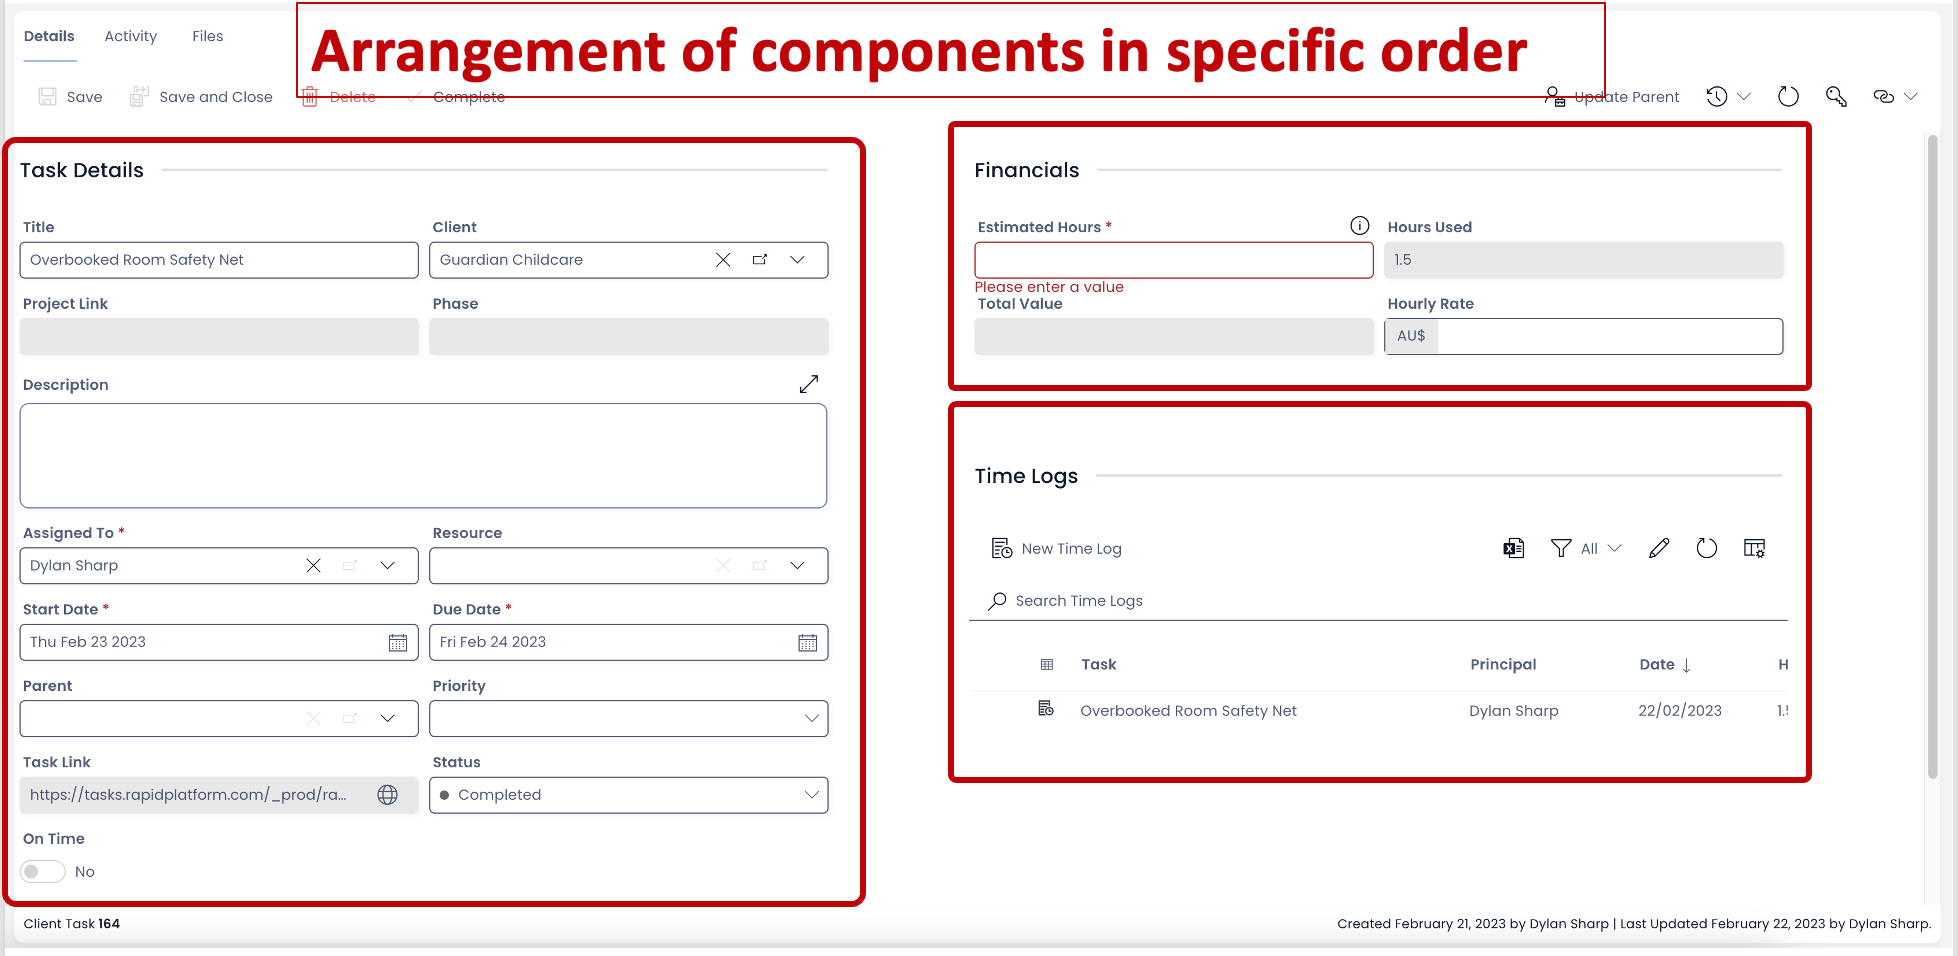 Arrangement of components in specific order
Details Activity Files
Save Save and Close Delete Complete Update Parent
Task Details
Title Client
Overbooked Room Safety Net Guardian Childcare
Project Link Phase
Description
Assigned To * Resource
Dylan Sharp
Start Date * Due Date *
Thu Feb 23 2023 Fri Feb 24 2023
Parent Priority
Task Link Status
https://tasks.rapidplatform.com/_prod/ra... Completed
On Time
No
Financials
Estimated Hours * Hours Used
1.5
Please enter a value
Total Value Hourly Rate
AU$
Time Logs
New Time Log All
Search Time Logs
Task Principal Date H
Overbooked Room Safety Net Dylan Sharp 22/02/2023
Client Task 164 Created February 21, 2023 by Dylan Sharp | Last Updated February 22, 2023 by Dylan Sharp.